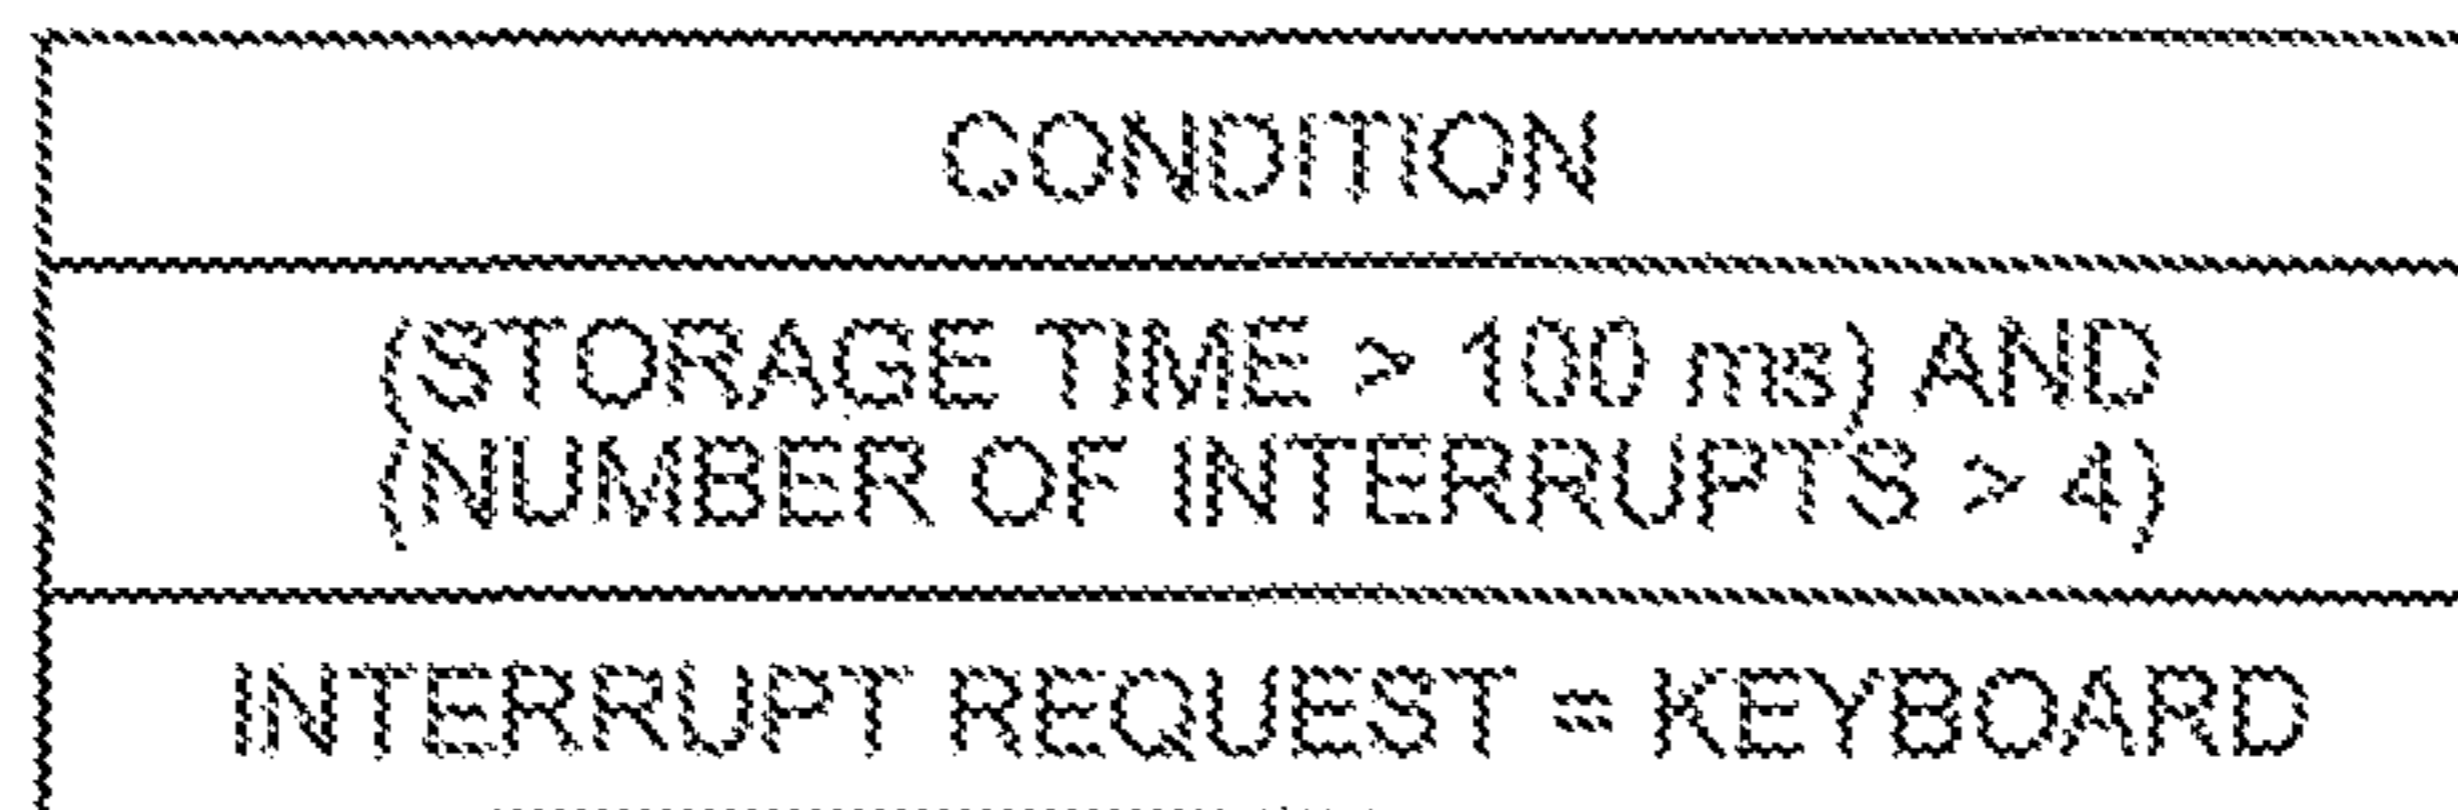 CONDITION
(STORAGE TIME > 100 ms) AND
(NUMBER OF INTERRUPTS > 4)
INTERRUPT REQUEST = KEYBOARD